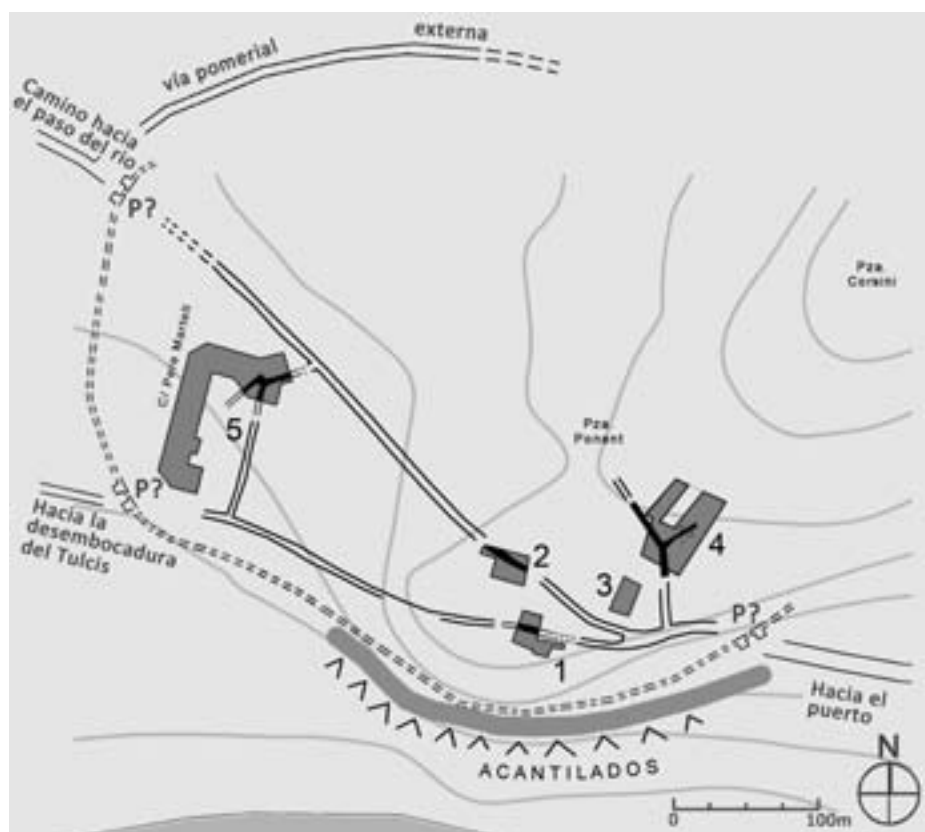 vía pomerial
externa
Camino hacia
el paso del río
P?
Pza.
Corsini
C/ Pere Martell
5
Pza.
Ponent
P?
Hacia la
desembocadura
del Tulcis
2
4
3
P?
1
Hacia el
puerto
ACANTILADOS
N
0
100m